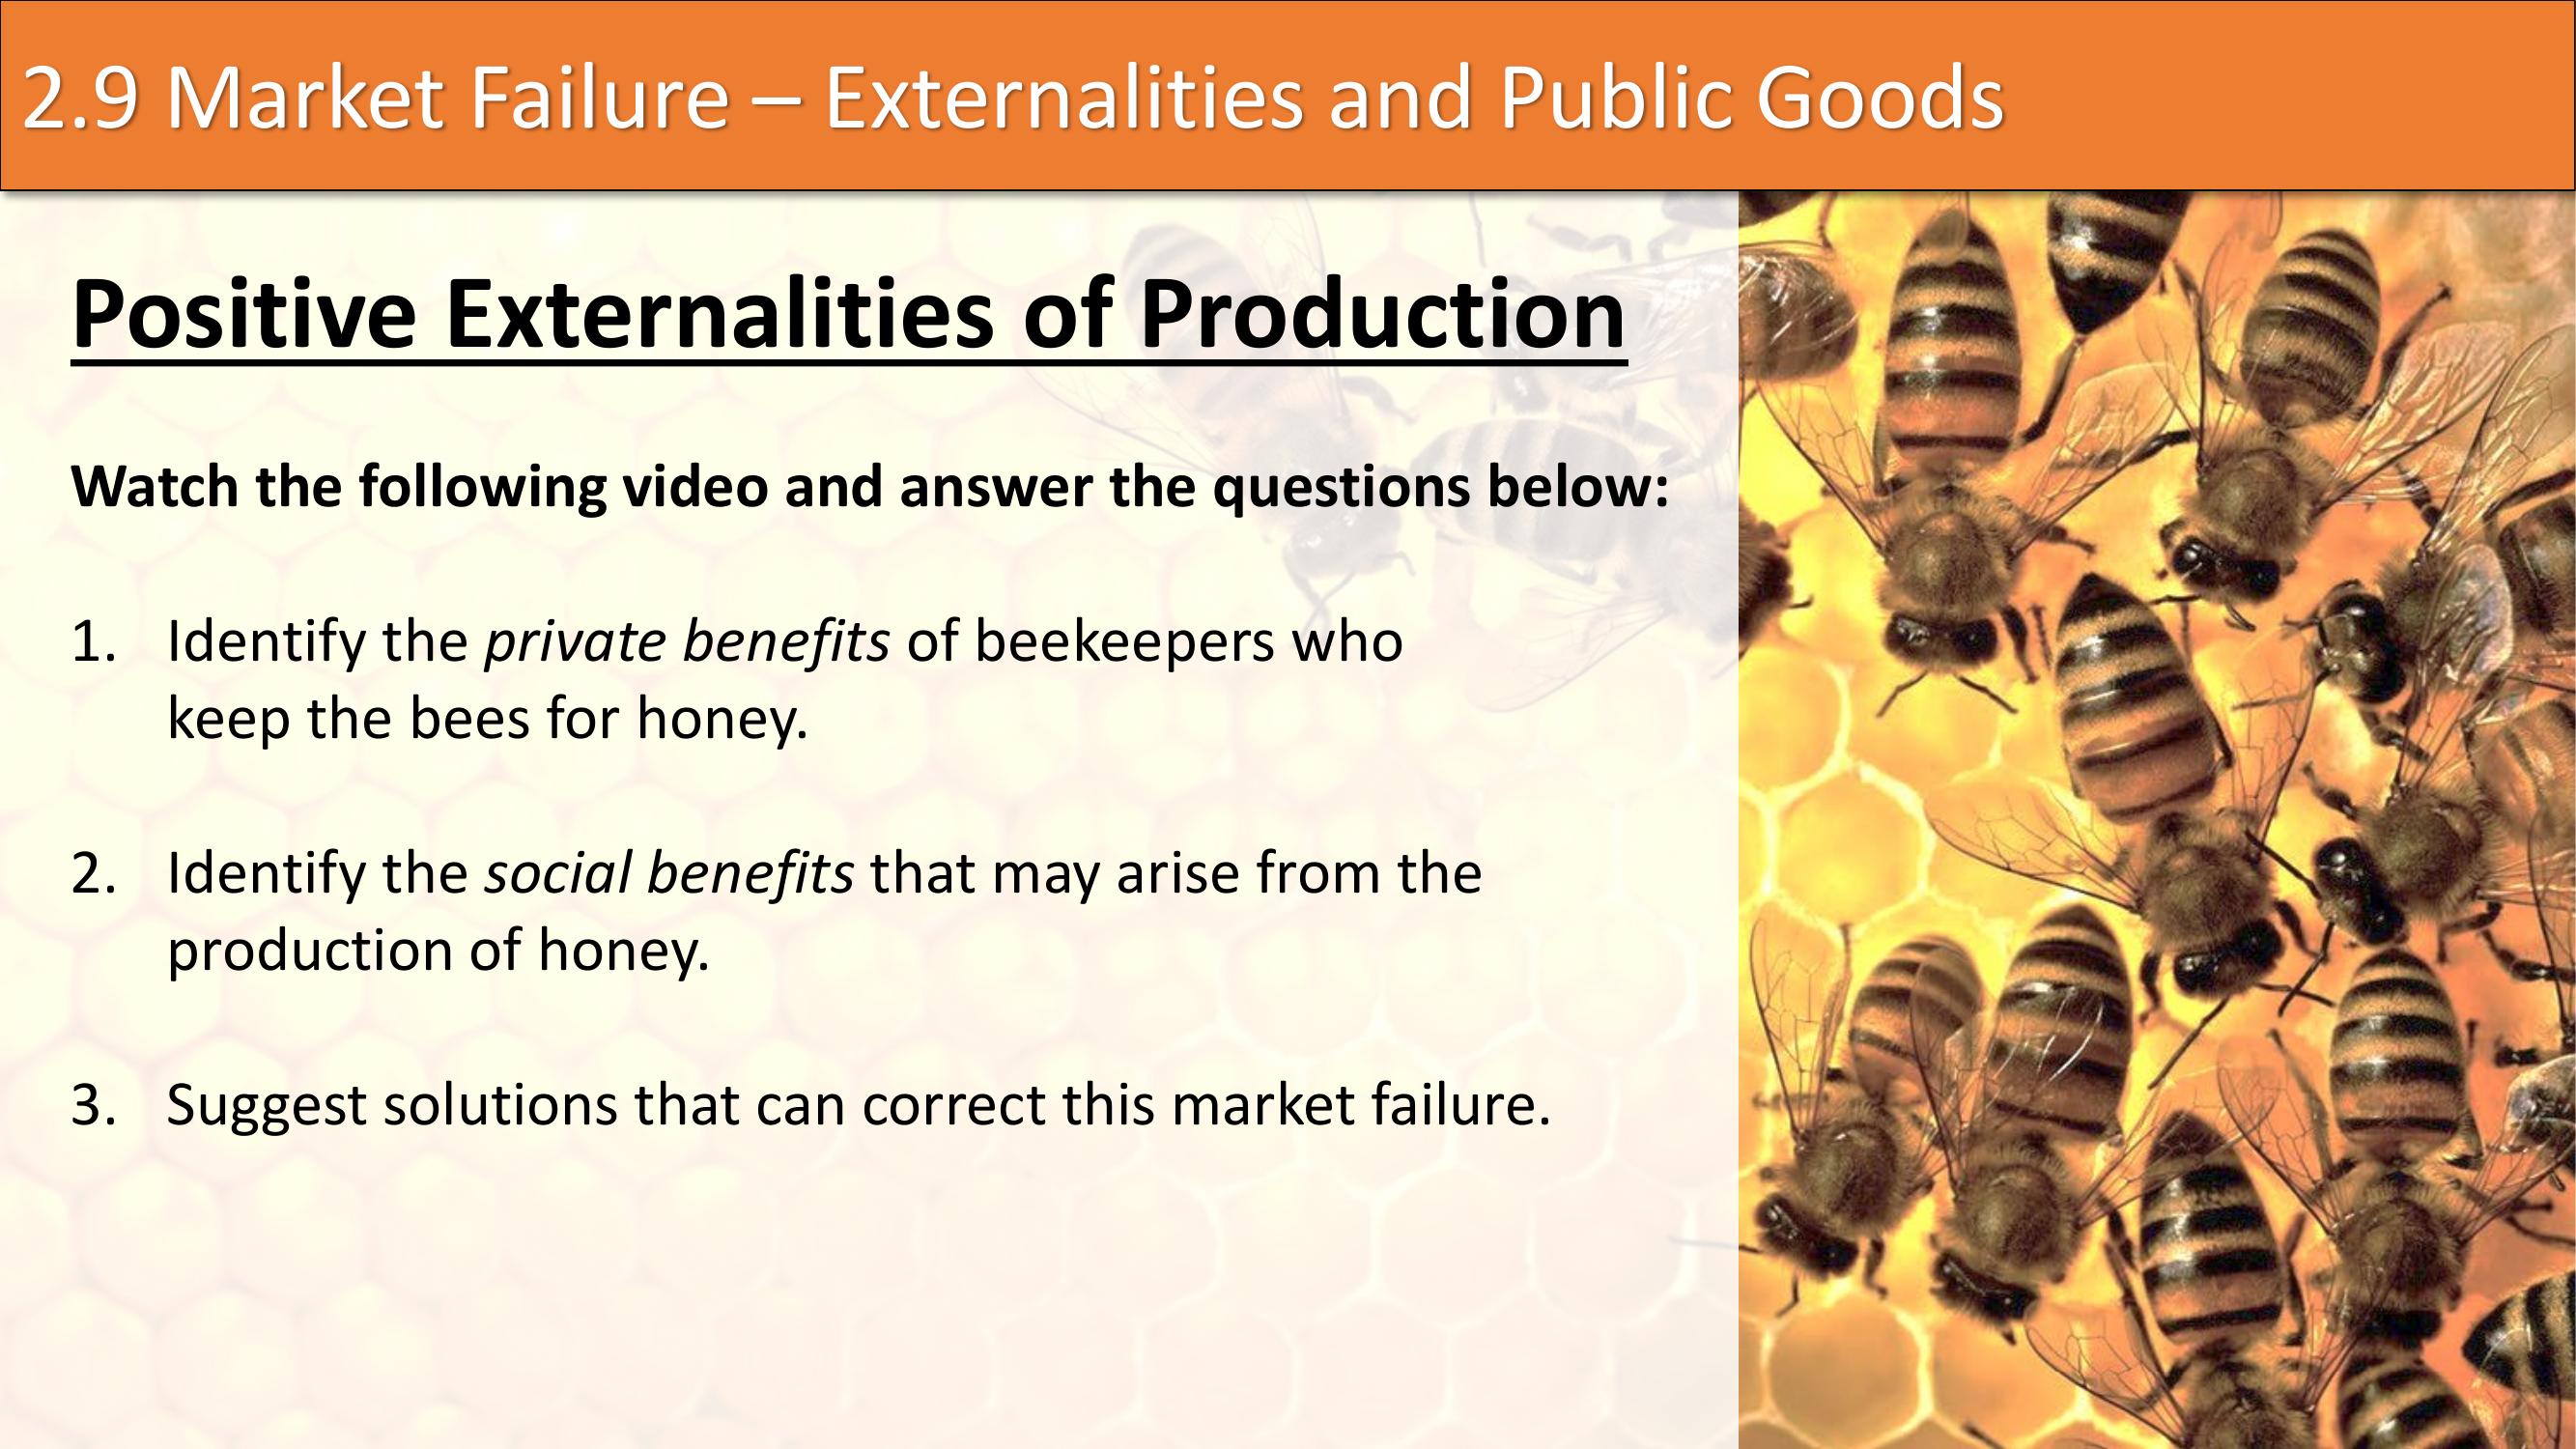 2.9 Market Failure – Externalities and Public Goods
Positive Externalities of Production
Watch the following video and answer the questions below:
1. Identify the private benefits of beekeepers who
keep the bees for honey.
2. Identify the social benefits that may arise from the
production of honey.
3. Suggest solutions that can correct this market failure.